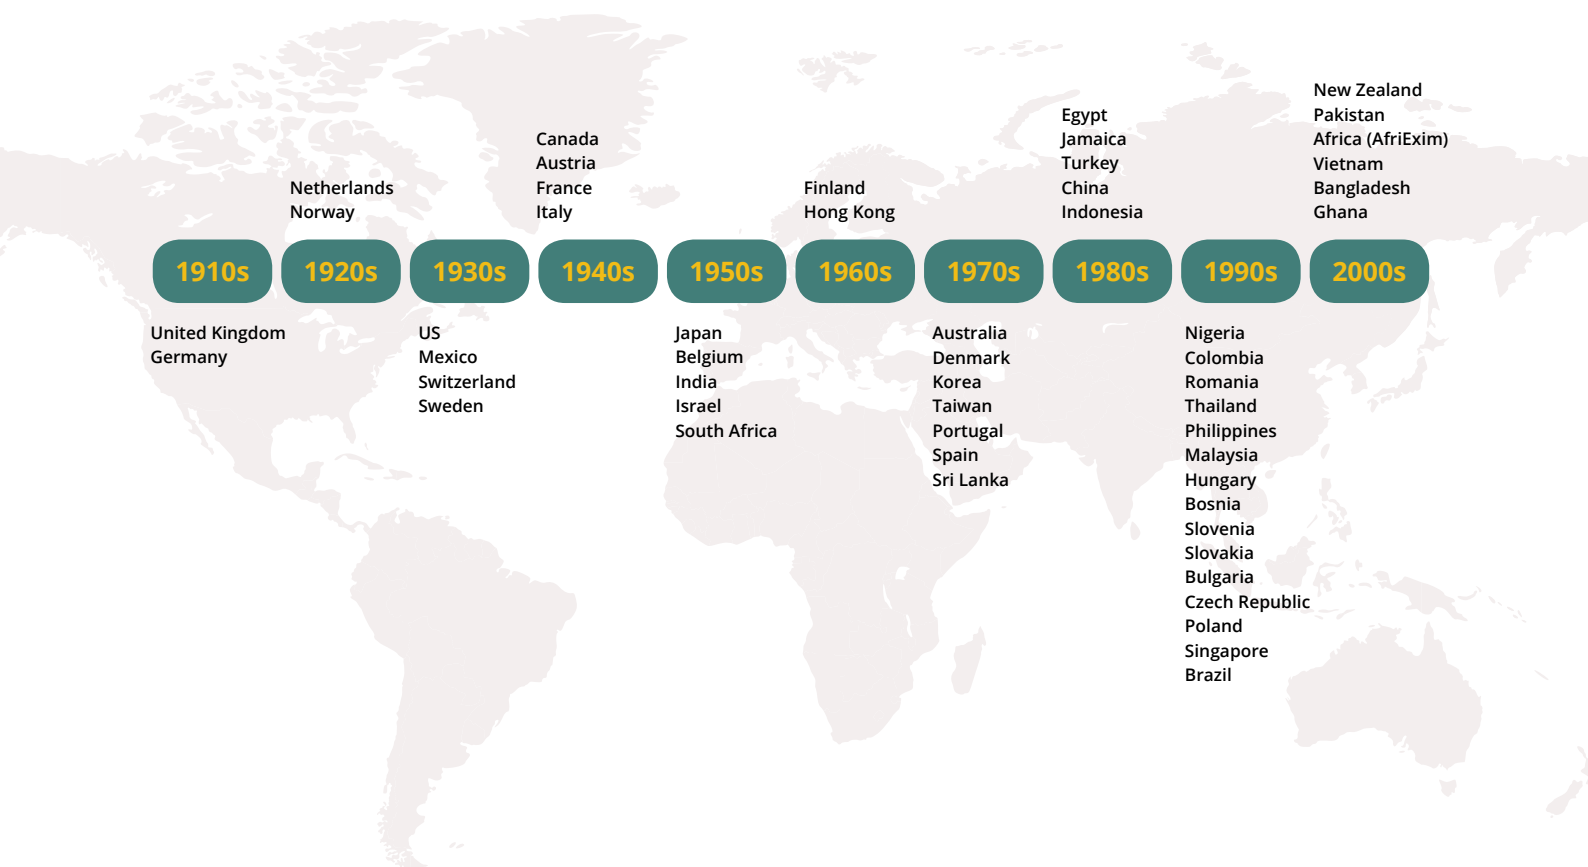 1910s
United Kingdom
Germany
1920s
Netherlands
Norway
1930s
US
Mexico
Switzerland
Sweden
1940s
Canada
Austria
France
Italy
1950s
Japan
Belgium
India
Israel
South Africa
1960s
Finland
Hong Kong
1970s
Australia
Denmark
Korea
Taiwan
Portugal
Spain
Sri Lanka
1980s
Egypt
Jamaica
Turkey
China
Indonesia
1990s
Nigeria
Colombia
Romania
Thailand
Philippines
Malaysia
Hungary
Bosnia
Slovenia
Slovakia
Bulgaria
Czech Republic
Poland
Singapore
Brazil
2000s
New Zealand
Pakistan
Africa (AfriExim)
Vietnam
Bangladesh
Ghana